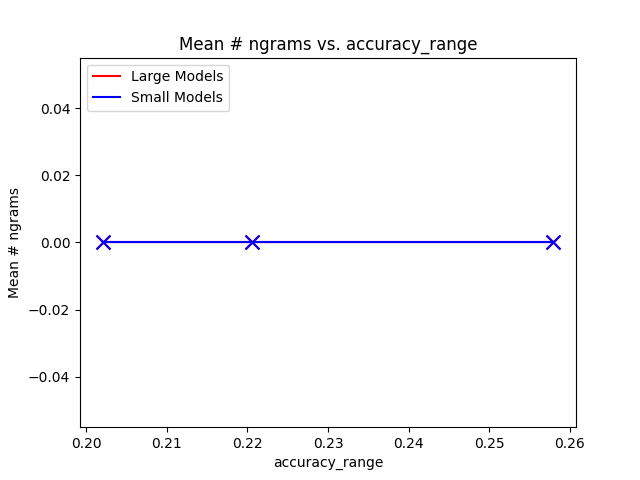 Mean # ngrams vs. accuracy_range
Large Models
Small Models
Mean # ngrams
0.04
0.02
0.00
−0.02
−0.04
0.20 0.21 0.22 0.23 0.24 0.25 0.26
accuracy_range